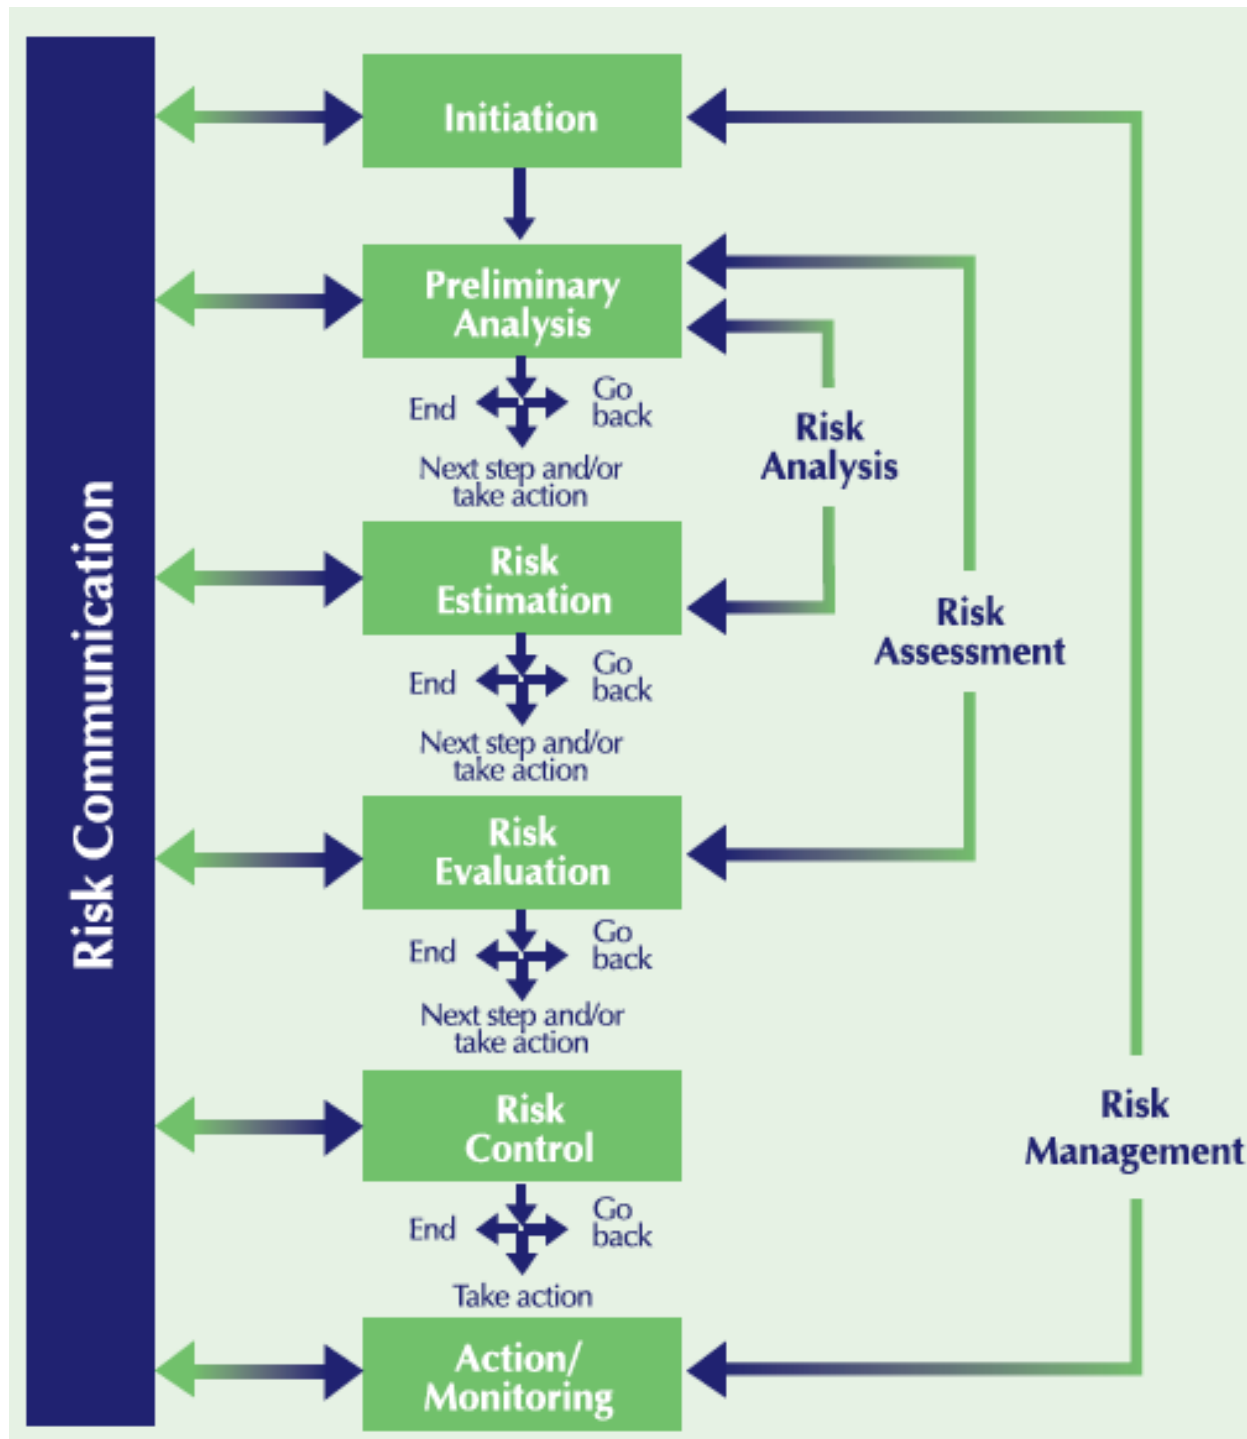 Risk Communication
Initiation
Preliminary
Analysis
End
Go
back
Next step and/or
take action
Risk
Analysis
Risk
Estimation
End
Go
back
Next step and/or
take action
Risk
Assessment
Risk
Evaluation
End
Go
back
Next step and/or
take action
Risk
Control
Risk
Management
End
Go
back
Take action
Action/
Monitoring